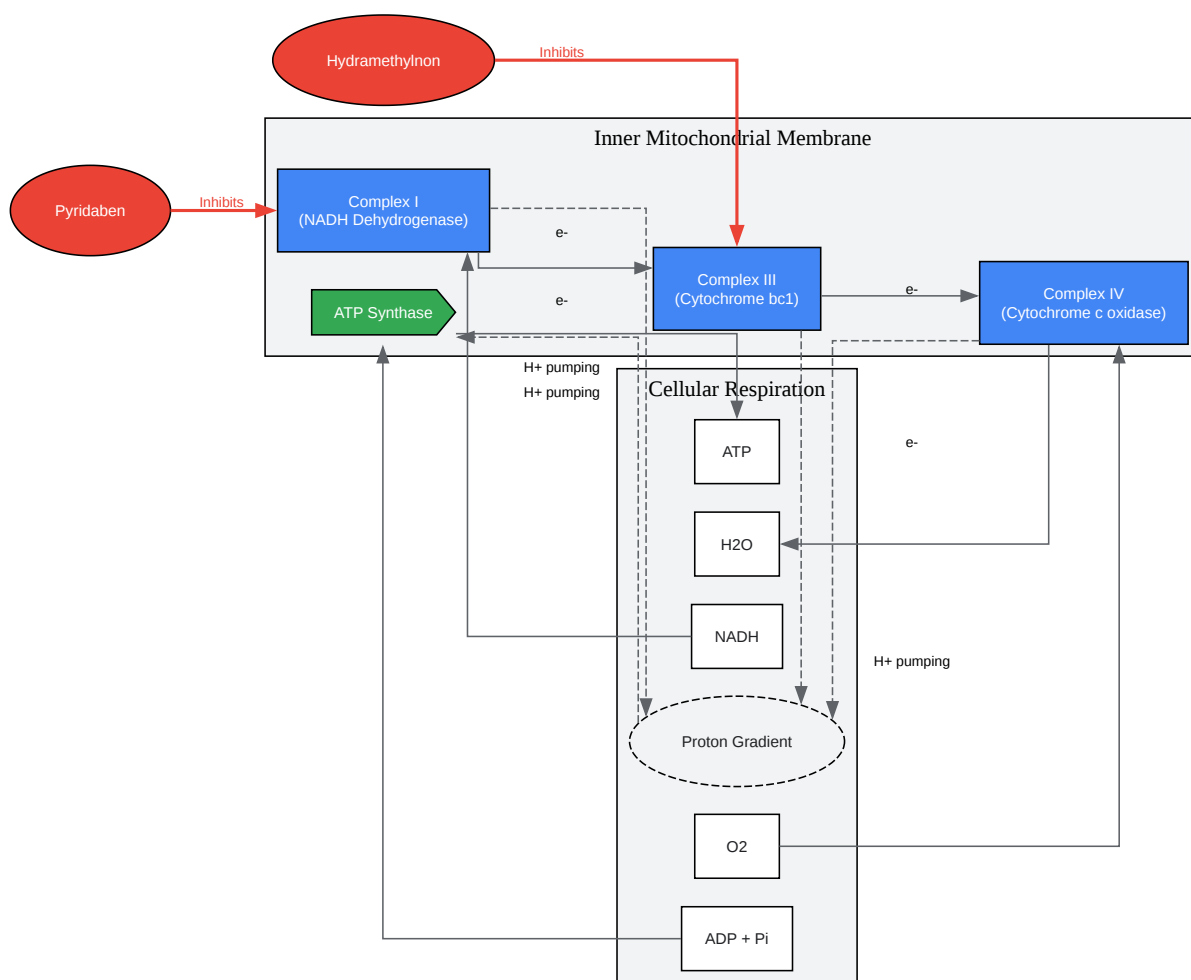 Hydramethylnon
Inhibits
Inner Mitochondrial Membrane
Pyridaben
Inhibits
Complex I
(NADH Dehydrogenase)
e-
Complex III
(Cytochrome bc1)
e-
Complex IV
(Cytochrome c oxidase)
e-
ATP Synthase
H+ pumping
H+ pumping
Cellular Respiration
ATP
e-
H2O
NADH
H+ pumping
Proton Gradient
O2
ADP + Pi